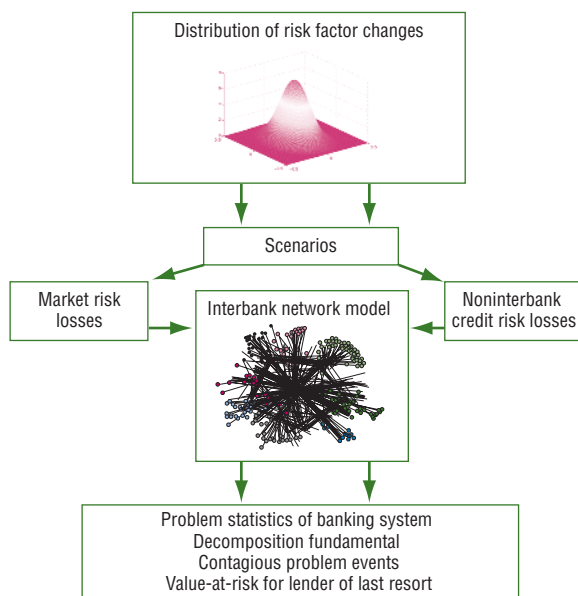 Distribution of risk factor changes
Scenarios
Market risk
losses
Interbank network model
Noninterbank
credit risk losses
Problem statistics of banking system
Decomposition fundamental
Contagious problem events
Value-at-risk for lender of last resort